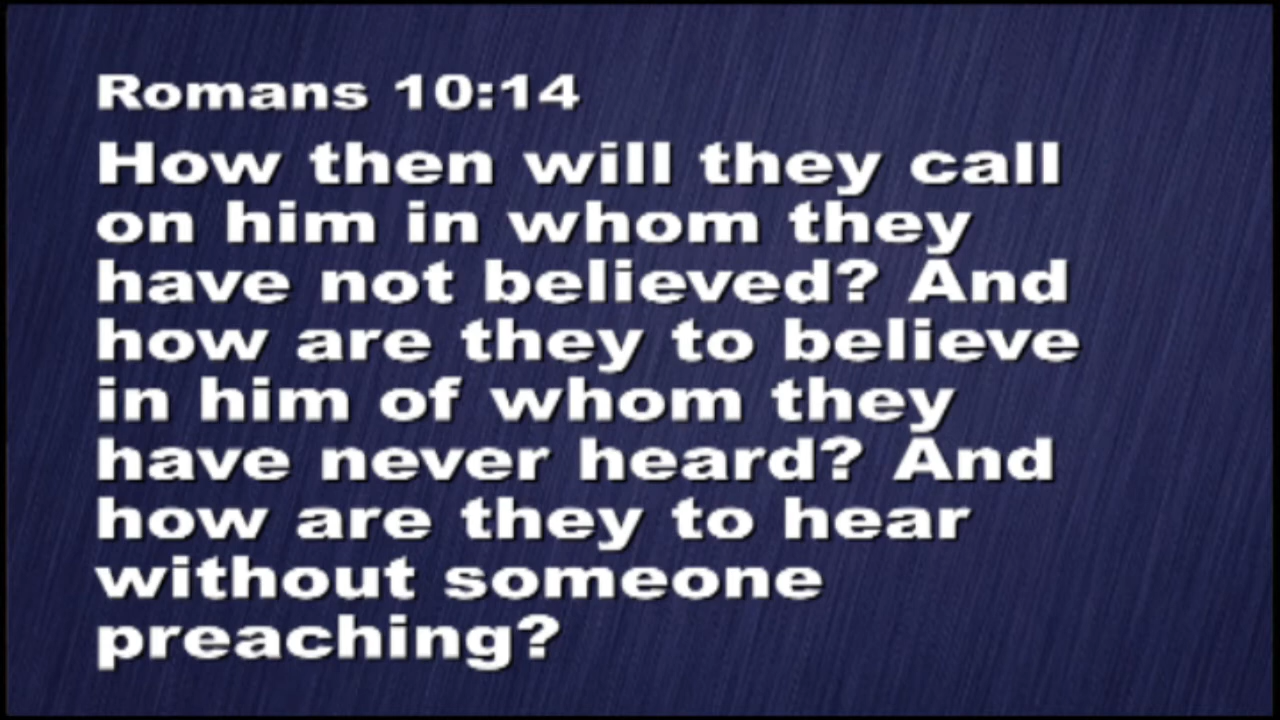 Romans 10:14
How then will they call
on him in whom they
have not believed? And
how are they to believe
in him of whom they
have never heard? And
how are they to hear
without someone
preaching?